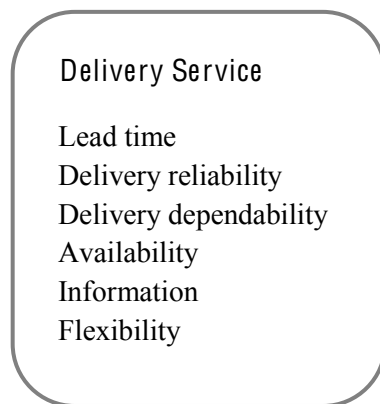 Delivery Service
Lead time
Delivery reliability
Delivery dependability
Availability
Information
Flexibility